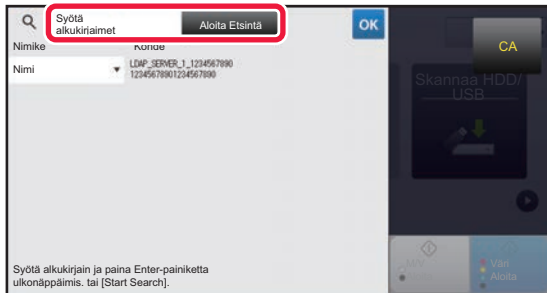 Syötä
alkukirjaimet
Aloita Etsintä
OK
CA
Nimike
Kohde
Nimi
LDAP_SERVER_1_1234567890
12345678901234567890
Skannaa HDD/
USB
Syötä alkukirjain ja paina Enter-painiketta
ulkonäppäimis. tai [Start Search].
M/V
Aloita
Väri
Aloita